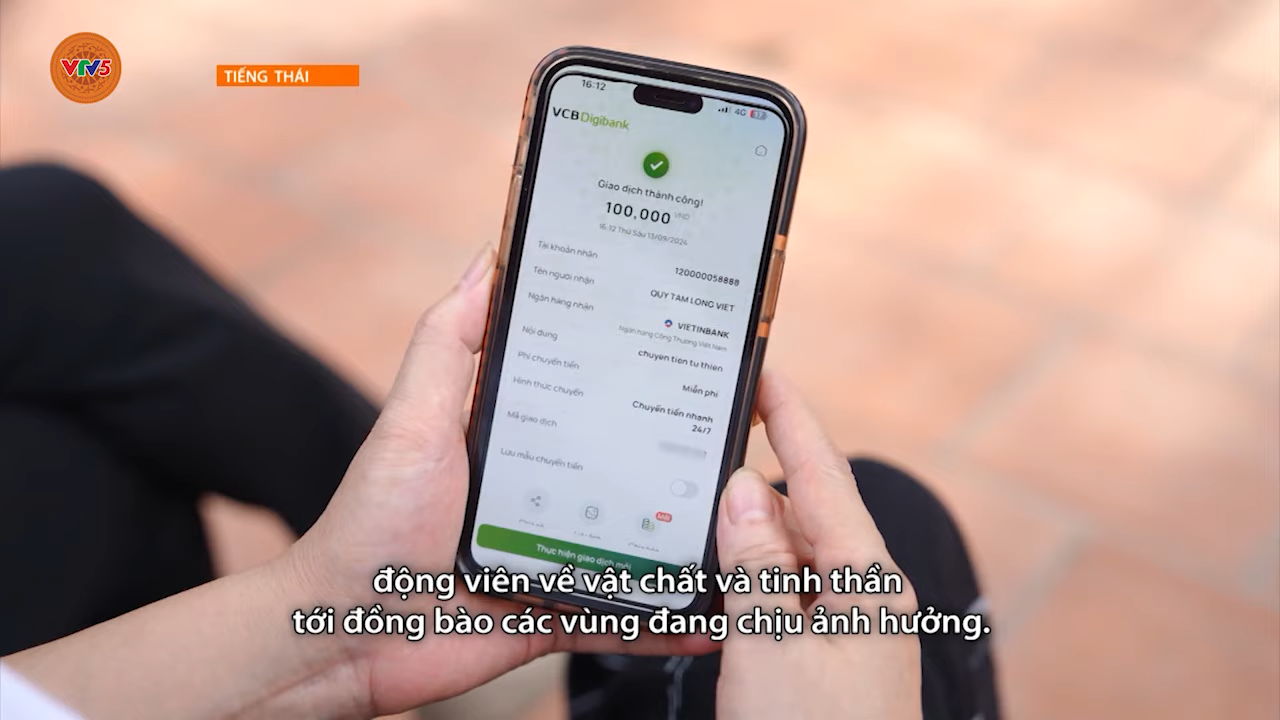 VTV5
TIẾNG THÁI
16:12
4G 17
VCB Digibank
Giao dịch thành công!
100,000 VND
16:12 Thứ Sáu 13/09/2024
Tài khoản nhận
120000058888
Tên người nhận
QUY TAM LONG VIET
Ngân hàng nhận
VIETINBANK
Ngân hàng Công Thương Việt Nam
Nội dung
chuyen tien tu thien
Phí chuyển tiền
Miễn phí
Hình thức chuyển
Chuyển tiền nhanh
24/7
Mã giao dịch
Lưu mẫu chuyển tiền
Mới
Thực hiện giao dịch mới
động viên về vật chất và tinh thần
tới đồng bào các vùng đang chịu ảnh hưởng.